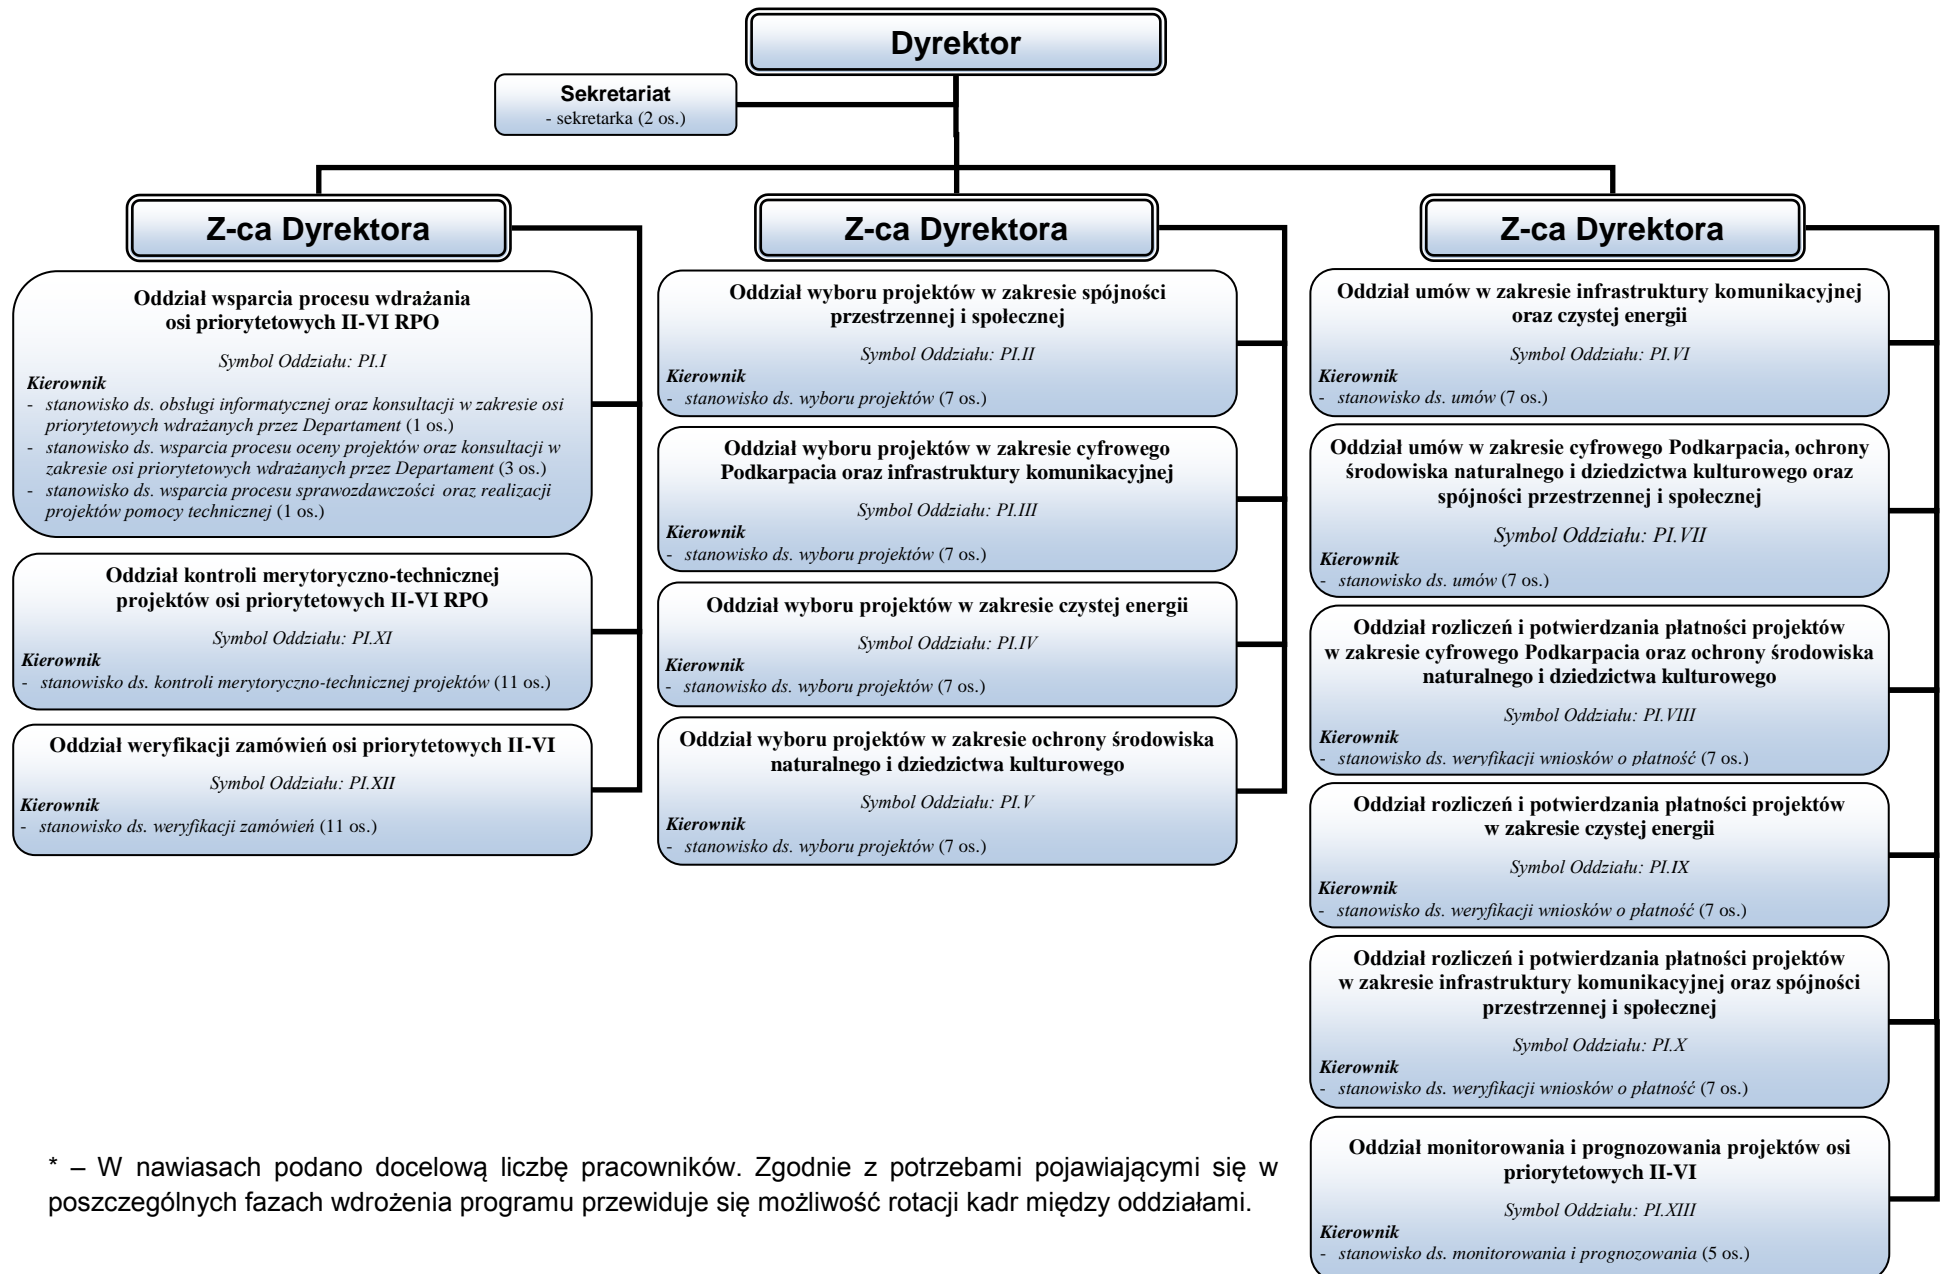 Dyrektor
Sekretariat
- sekretarka (2 os.)
Z-ca Dyrektora
Oddział wsparcia procesu wdrażania
osi priorytetowych II-VI RPO
Symbol Oddziału: PI.I
Kierownik
- stanowisko ds. obsługi informatycznej oraz konsultacji w zakresie osi
priorytetowych wdrażanych przez Departament (1 os.)
- stanowisko ds. wsparcia procesu oceny projektów oraz konsultacji w
zakresie osi priorytetowych wdrażanych przez Departament (3 os.)
- stanowisko ds. wsparcia procesu sprawozdawczości oraz realizacji
projektów pomocy technicznej (1 os.)
Oddział kontroli merytoryczno-technicznej
projektów osi priorytetowych II-VI RPO
Symbol Oddziału: PI.XI
Kierownik
- stanowisko ds. kontroli merytoryczno-technicznej projektów (11 os.)
Oddział weryfikacji zamówień osi priorytetowych II-VI
Symbol Oddziału: PI.XII
Kierownik
- stanowisko ds. weryfikacji zamówień (11 os.)
Z-ca Dyrektora
Oddział wyboru projektów w zakresie spójności
przestrzennej i społecznej
Symbol Oddziału: PI.II
Kierownik
- stanowisko ds. wyboru projektów (7 os.)
Oddział wyboru projektów w zakresie cyfrowego
Podkarpacia oraz infrastruktury komunikacyjnej
Symbol Oddziału: PI.III
Kierownik
- stanowisko ds. wyboru projektów (7 os.)
Oddział wyboru projektów w zakresie czystej energii
Symbol Oddziału: PI.IV
Kierownik
- stanowisko ds. wyboru projektów (7 os.)
Oddział wyboru projektów w zakresie ochrony środowiska
naturalnego i dziedzictwa kulturowego
Symbol Oddziału: PI.V
Kierownik
- stanowisko ds. wyboru projektów (7 os.)
Z-ca Dyrektora
Oddział umów w zakresie infrastruktury komunikacyjnej
oraz czystej energii
Symbol Oddziału: PI.VI
Kierownik
- stanowisko ds. umów (7 os.)
Oddział umów w zakresie cyfrowego Podkarpacia, ochrony
środowiska naturalnego i dziedzictwa kulturowego oraz
spójności przestrzennej i społecznej
Symbol Oddziału: PI.VII
Kierownik
- stanowisko ds. umów (7 os.)
Oddział rozliczeń i potwierdzania płatności projektów
w zakresie cyfrowego Podkarpacia oraz ochrony środowiska
naturalnego i dziedzictwa kulturowego
Symbol Oddziału: PI.VIII
Kierownik
- stanowisko ds. weryfikacji wniosków o płatność (7 os.)
Oddział rozliczeń i potwierdzania płatności projektów
w zakresie czystej energii
Symbol Oddziału: PI.IX
Kierownik
- stanowisko ds. weryfikacji wniosków o płatność (7 os.)
Oddział rozliczeń i potwierdzania płatności projektów
w zakresie infrastruktury komunikacyjnej oraz spójności
przestrzennej i społecznej
Symbol Oddziału: PI.X
Kierownik
- stanowisko ds. weryfikacji wniosków o płatność (7 os.)
Oddział monitorowania i prognozowania projektów osi
priorytetowych II-VI
Symbol Oddziału: PI.XIII
Kierownik
- stanowisko ds. monitorowania i prognozowania (5 os.)
* – W nawiasach podano docelową liczbę pracowników. Zgodnie z potrzebami pojawiającymi się w
poszczególnych fazach wdrożenia programu przewiduje się możliwość rotacji kadr między oddziałami.